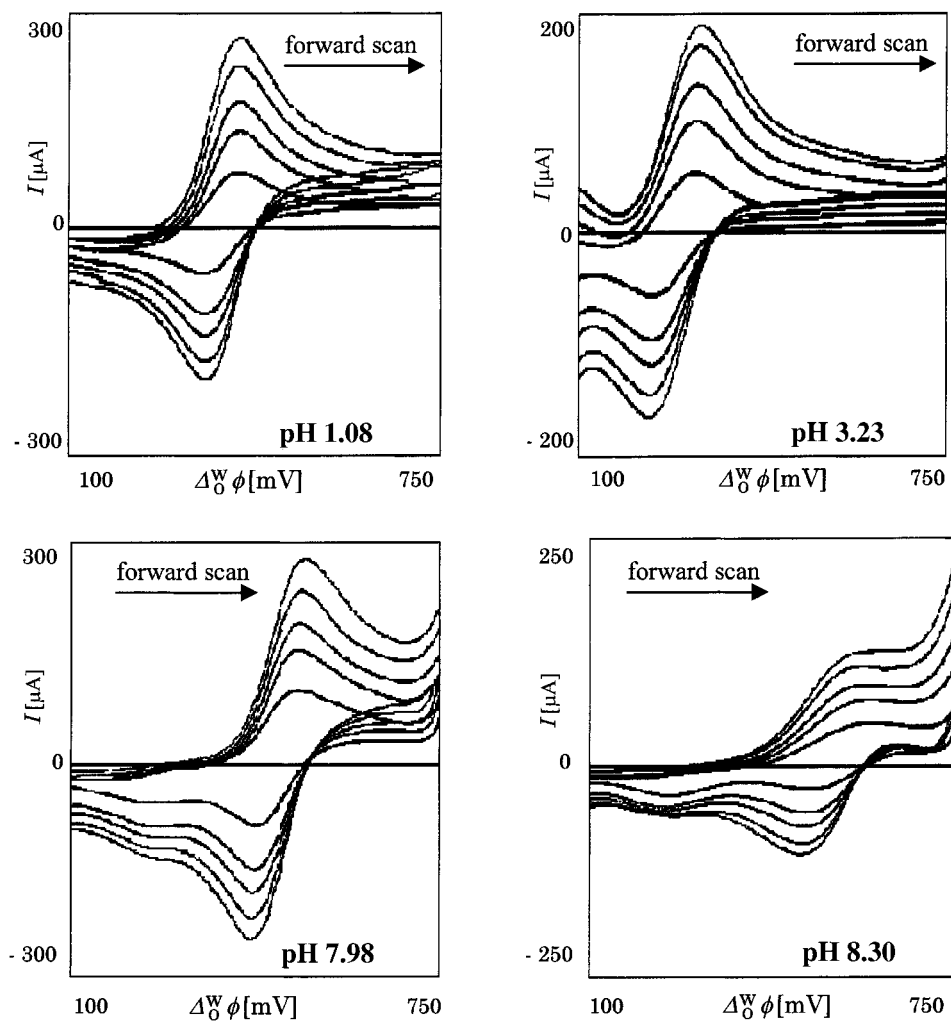 300
forward scan
I [µA]
0
- 300
pH 1.08
100
Δ^W_O ϕ [mV]
750
200
forward scan
100
I [µA]
0
-100
- 200
pH 3.23
100
Δ^W_O ϕ [mV]
750
300
forward scan
I [µA]
0
- 300
pH 7.98
100
Δ^W_O ϕ [mV]
750
250
forward scan
I [µA]
0
- 250
pH 8.30
100
Δ^W_O ϕ [mV]
750